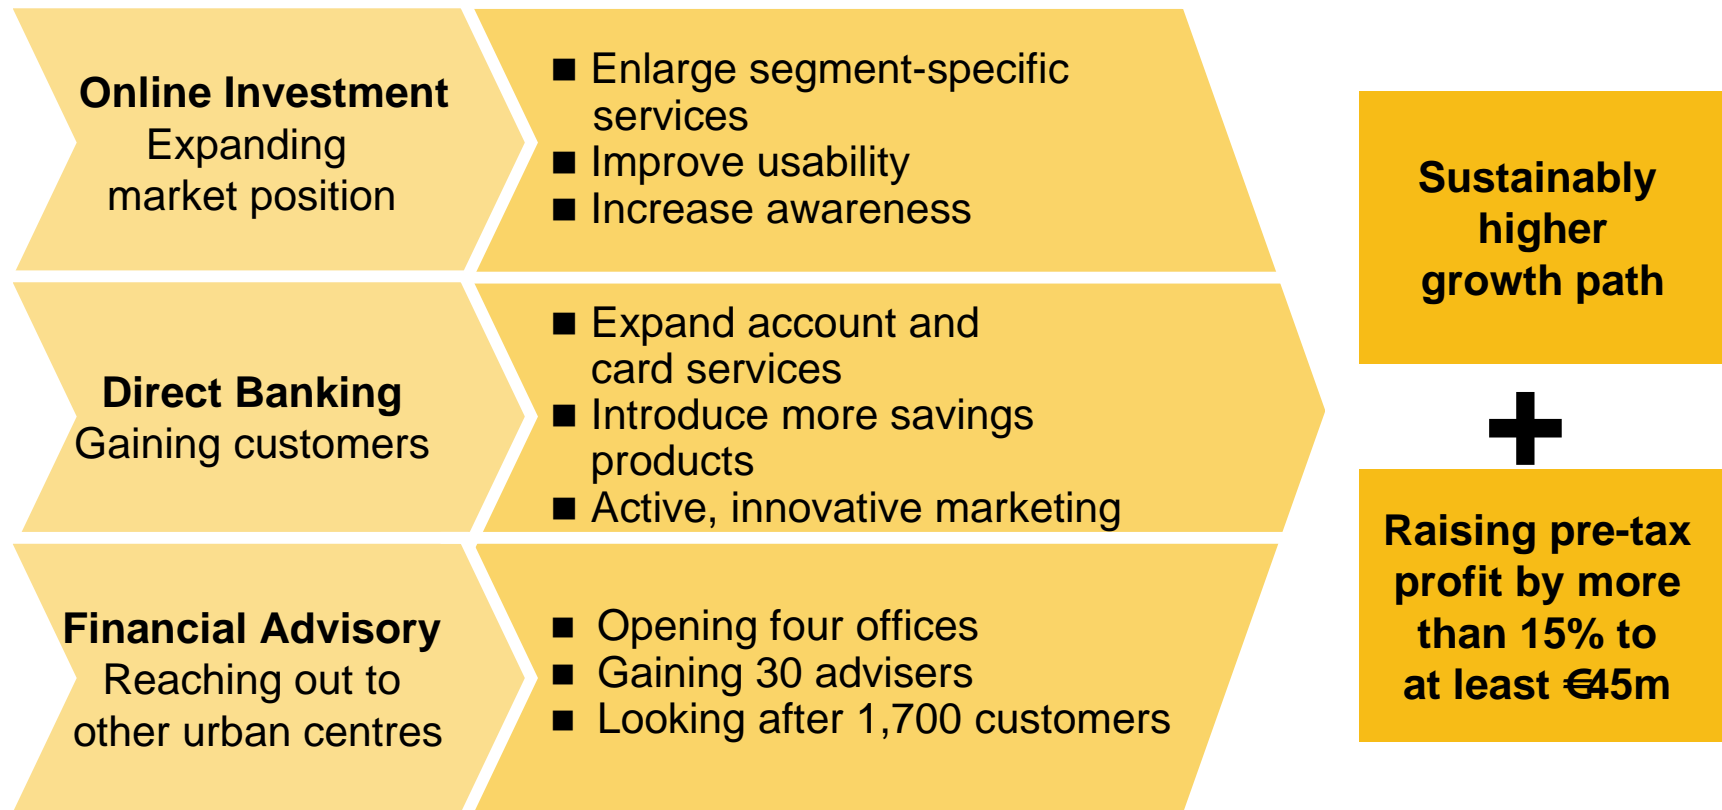 Online Investment
Expanding
market position
■ Enlarge segment-specific
services
■ Improve usability
■ Increase awareness
Direct Banking
Gaining customers
■ Expand account and
card services
■ Introduce more savings
products
■ Active, innovative marketing
Financial Advisory
Reaching out to
other urban centres
■ Opening four offices
■ Gaining 30 advisers
■ Looking after 1,700 customers
Sustainably
higher
growth path
+
Raising pre-tax
profit by more
than 15% to
at least €45m